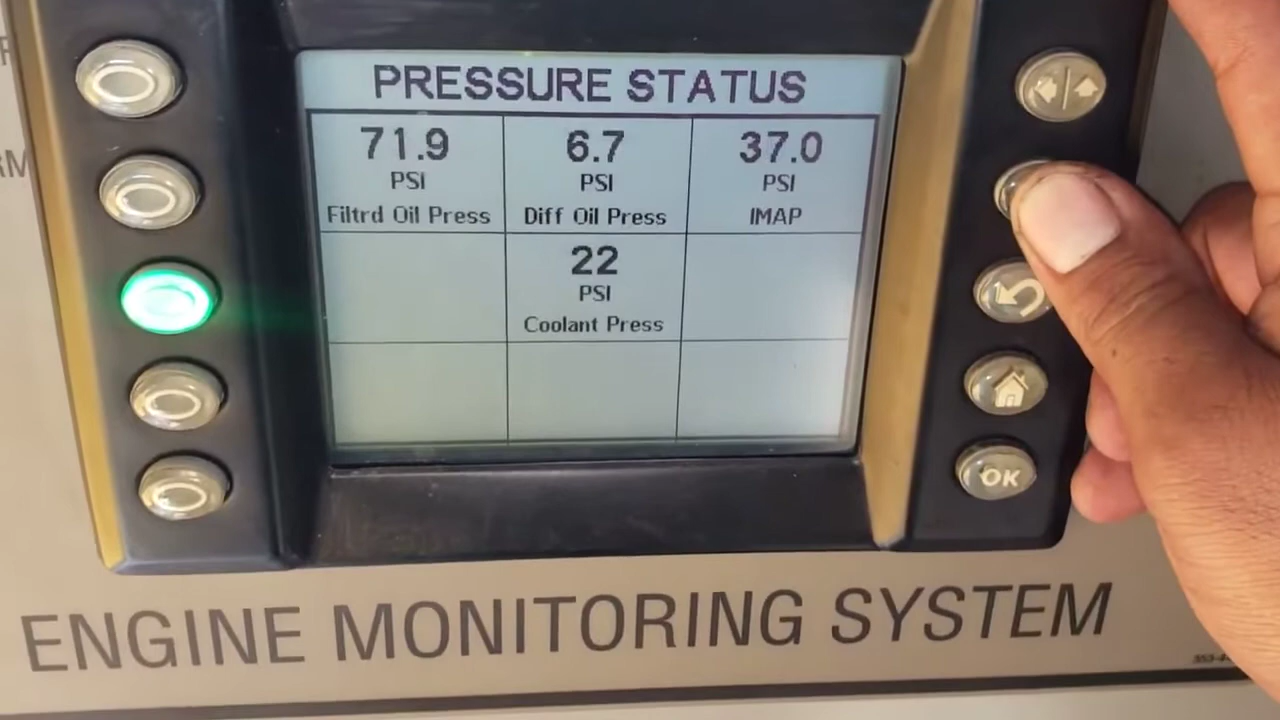 PRESSURE STATUS
71.9 6.7 37.0
PSI PSI PSI
Filtrd Oil Press Diff Oil Press IMAP
22
PSI
Coolant Press
OK
ENGINE MONITORING SYSTEM